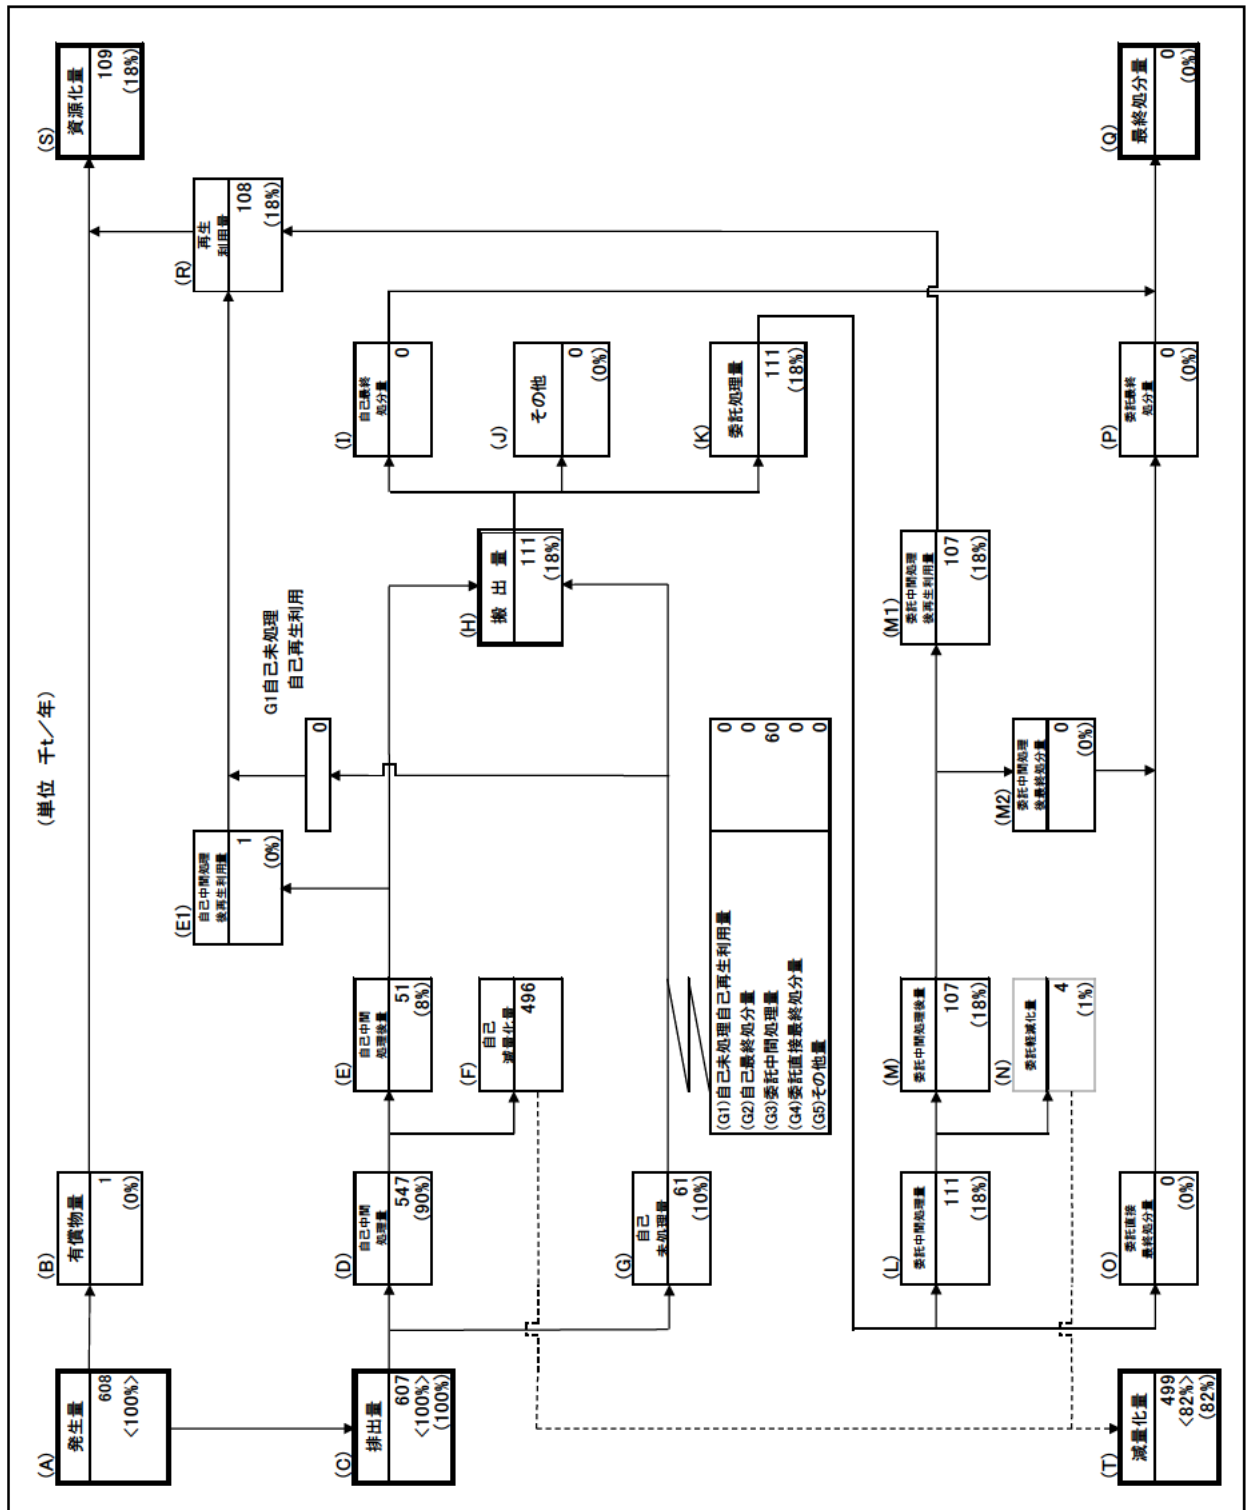 (単位 千t/年)
(A)
発生量
608
<100%>
(B)
有償物量
1
(0%)
(S)
資源化量
109
(18%)
(E1)
自己中間処理
後再生利用量
1
(0%)
(R)
再生
利用量
108
(18%)
G1自己未処理
自己再生利用
0
(C)
排出量
607
<100%>
(100%)
(D)
自己中間
処理量
547
(90%)
(E)
自己中間
処理後量
51
(8%)
(I)
自己最終
処分量
0
(F)
自己
減量化量
496
(H)
搬出量
111
(18%)
(J)
その他
0
(0%)
(G)
自己
未処理量
61
(10%)
(K)
委託処理量
111
(18%)
(G1)自己未処理自己再生利用量 0
(G2)自己最終処分量 0
(G3)委託中間処理量 60
(G4)委託直接最終処分量 0
(G5)その他量 0
(L)
委託中間処理量
111
(18%)
(M)
委託中間処理後量
107
(18%)
(M1)
委託中間処理
後再生利用量
107
(18%)
(N)
委託軽減化量
4
(1%)
(M2)
委託中間処理
後最終処分量
0
(0%)
(T)
減量化量
499
<82%>
(82%)
(O)
委託直接
最終処分量
0
(0%)
(P)
委託最終
処分量
0
(0%)
(Q)
最終処分量
0
(0%)